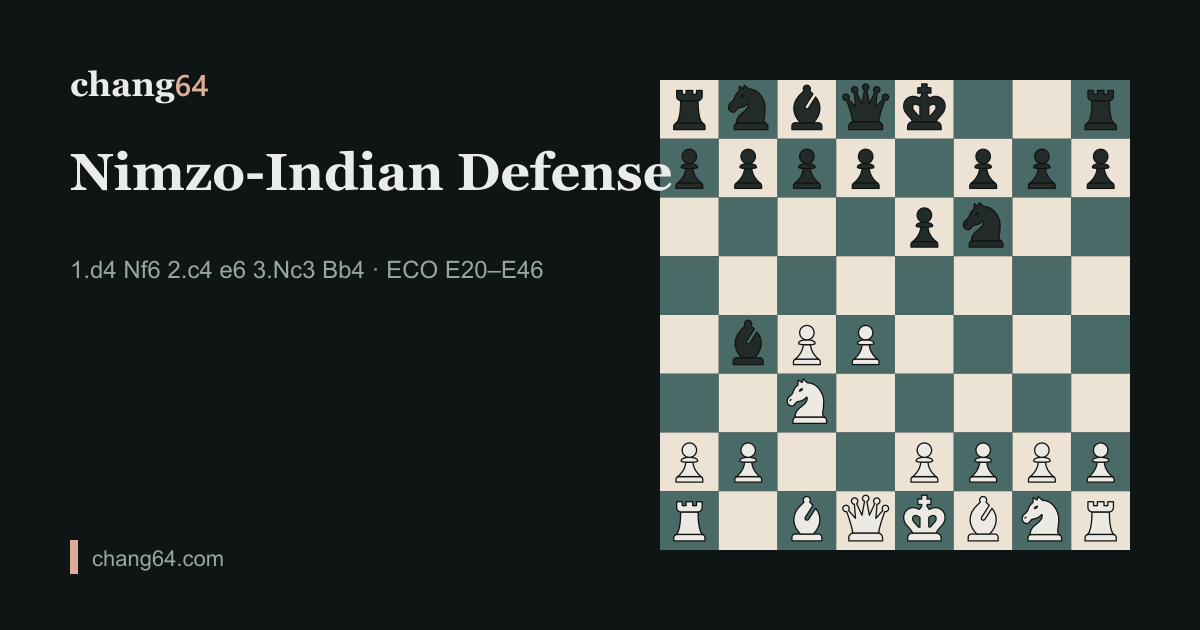 chang64
Nimzo-Indian Defense
1.d4 Nf6 2.c4 e6 3.Nc3 Bb4 · ECO E20–E46
chang64.com